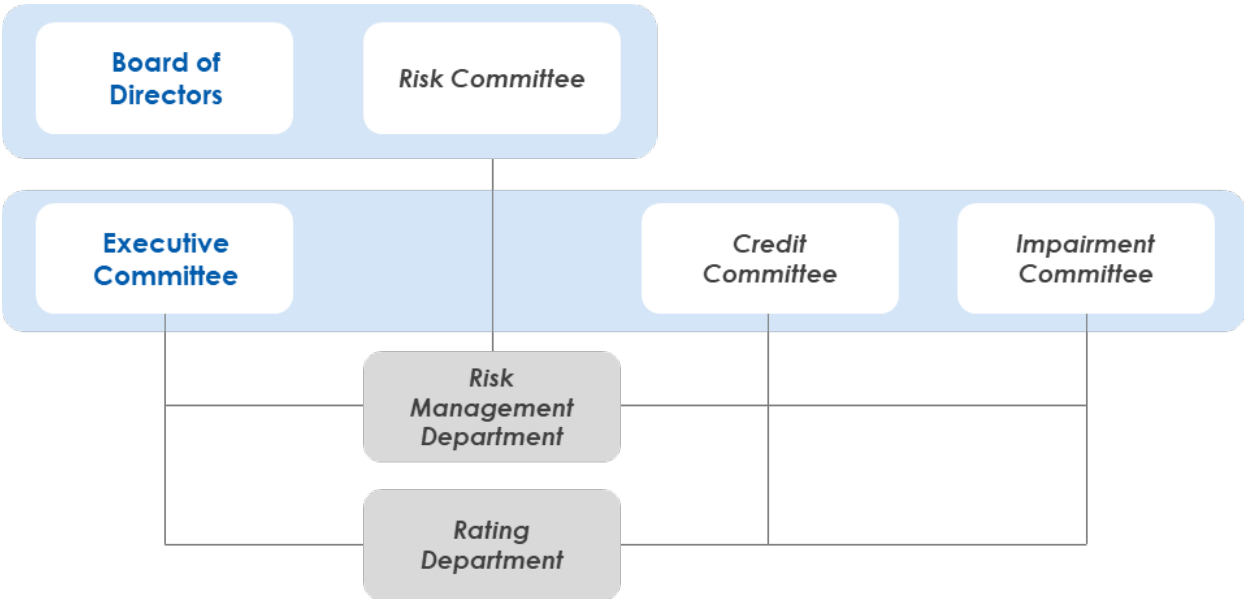 Board of
Directors
Risk Committee
Executive
Committee
Credit
Committee
Impairment
Committee
Risk
Management
Department
Rating
Department